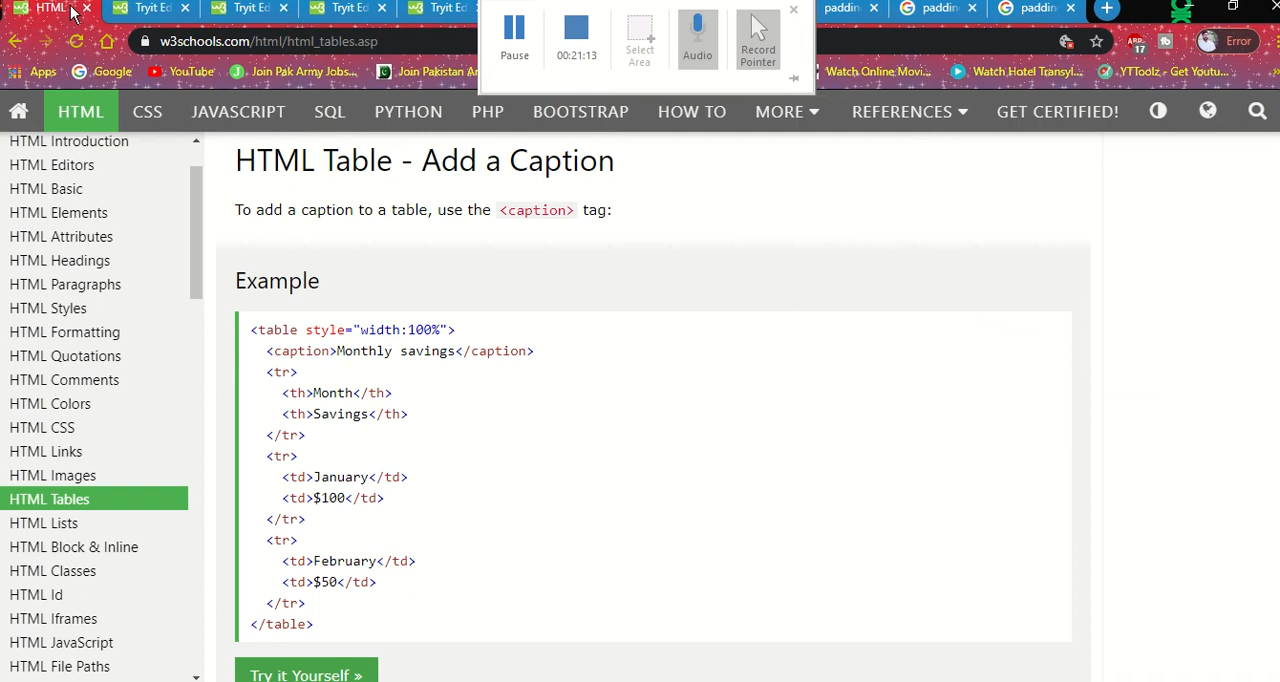 HTML
Tryit Ed
Tryit Ed
Tryit Ed
Tryit Ed
paddin
paddin
paddin
Pause
00:21:13
Select Area
Audio
Record Pointer
w3schools.com/html/html_tables.asp
ABP
17
fb
Error
Apps
Google
YouTube
Join Pak Army Jobs...
Join Pakistan Ar
Watch Online Movi...
Watch Hotel Transyl...
YTToolz - Get Youtu...
HTML CSS JAVASCRIPT SQL PYTHON PHP BOOTSTRAP HOW TO MORE REFERENCES GET CERTIFIED!
HTML Introduction
HTML Editors
HTML Basic
HTML Elements
HTML Attributes
HTML Headings
HTML Paragraphs
HTML Styles
HTML Formatting
HTML Quotations
HTML Comments
HTML Colors
HTML CSS
HTML Links
HTML Images
HTML Tables
HTML Lists
HTML Block & Inline
HTML Classes
HTML Id
HTML Iframes
HTML JavaScript
HTML File Paths
HTML Table - Add a Caption
To add a caption to a table, use the <caption> tag:
Example
<table style="width:100%">
<caption>Monthly savings</caption>
<tr>
<th>Month</th>
<th>Savings</th>
</tr>
<tr>
<td>January</td>
<td>$100</td>
</tr>
<tr>
<td>February</td>
<td>$50</td>
</tr>
</table>
Try it Yourself »